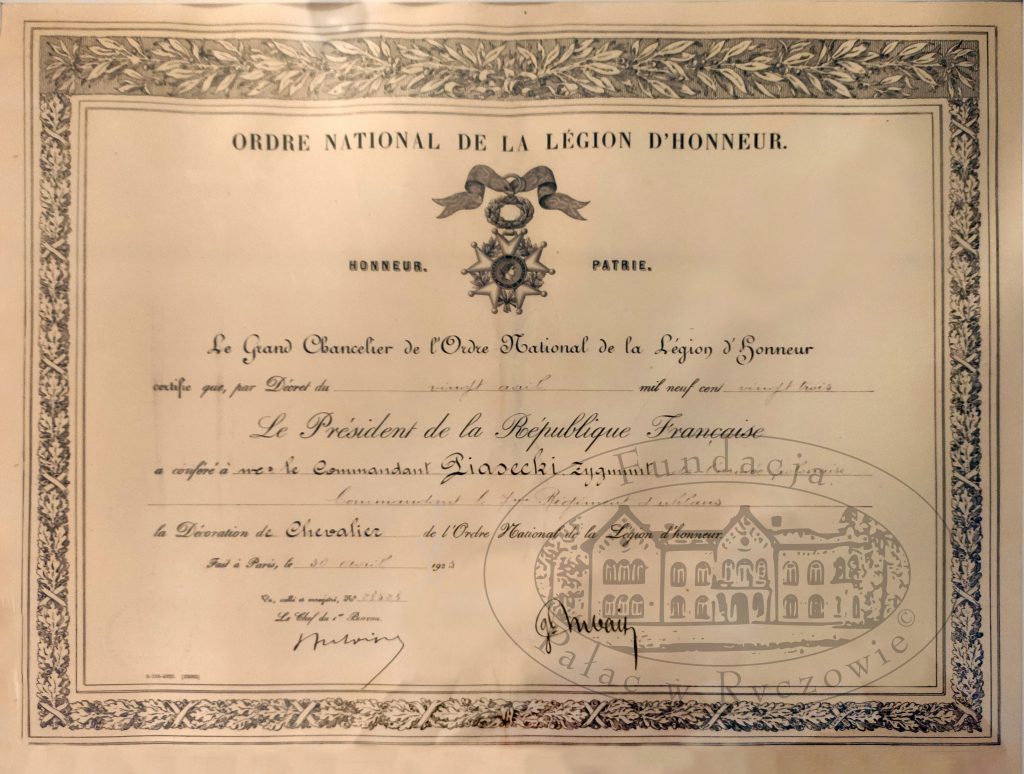 ORDRE NATIONAL DE LA LÉGION D'HONNEUR.
HONNEUR. PATRIE.
Le Grand Chancelier de l'Ordre National de la Légion d'Honneur
certifie que, par Décret du vingt avril mil neuf cent vingt trois
Le Président de la République Française
a conféré à Mr le Commandant Piasecki Zygmunt
Commandant le Régiment d'uhlans
la Décoration de Chevalier de l'Ordre National de la Légion d'honneur.
Fait à Paris, le 30 avril 1923
Vu, scellé et enregistré, No
Le Chef du 1er Bureau.
Fundacja
Pałac w Ryczowie ©